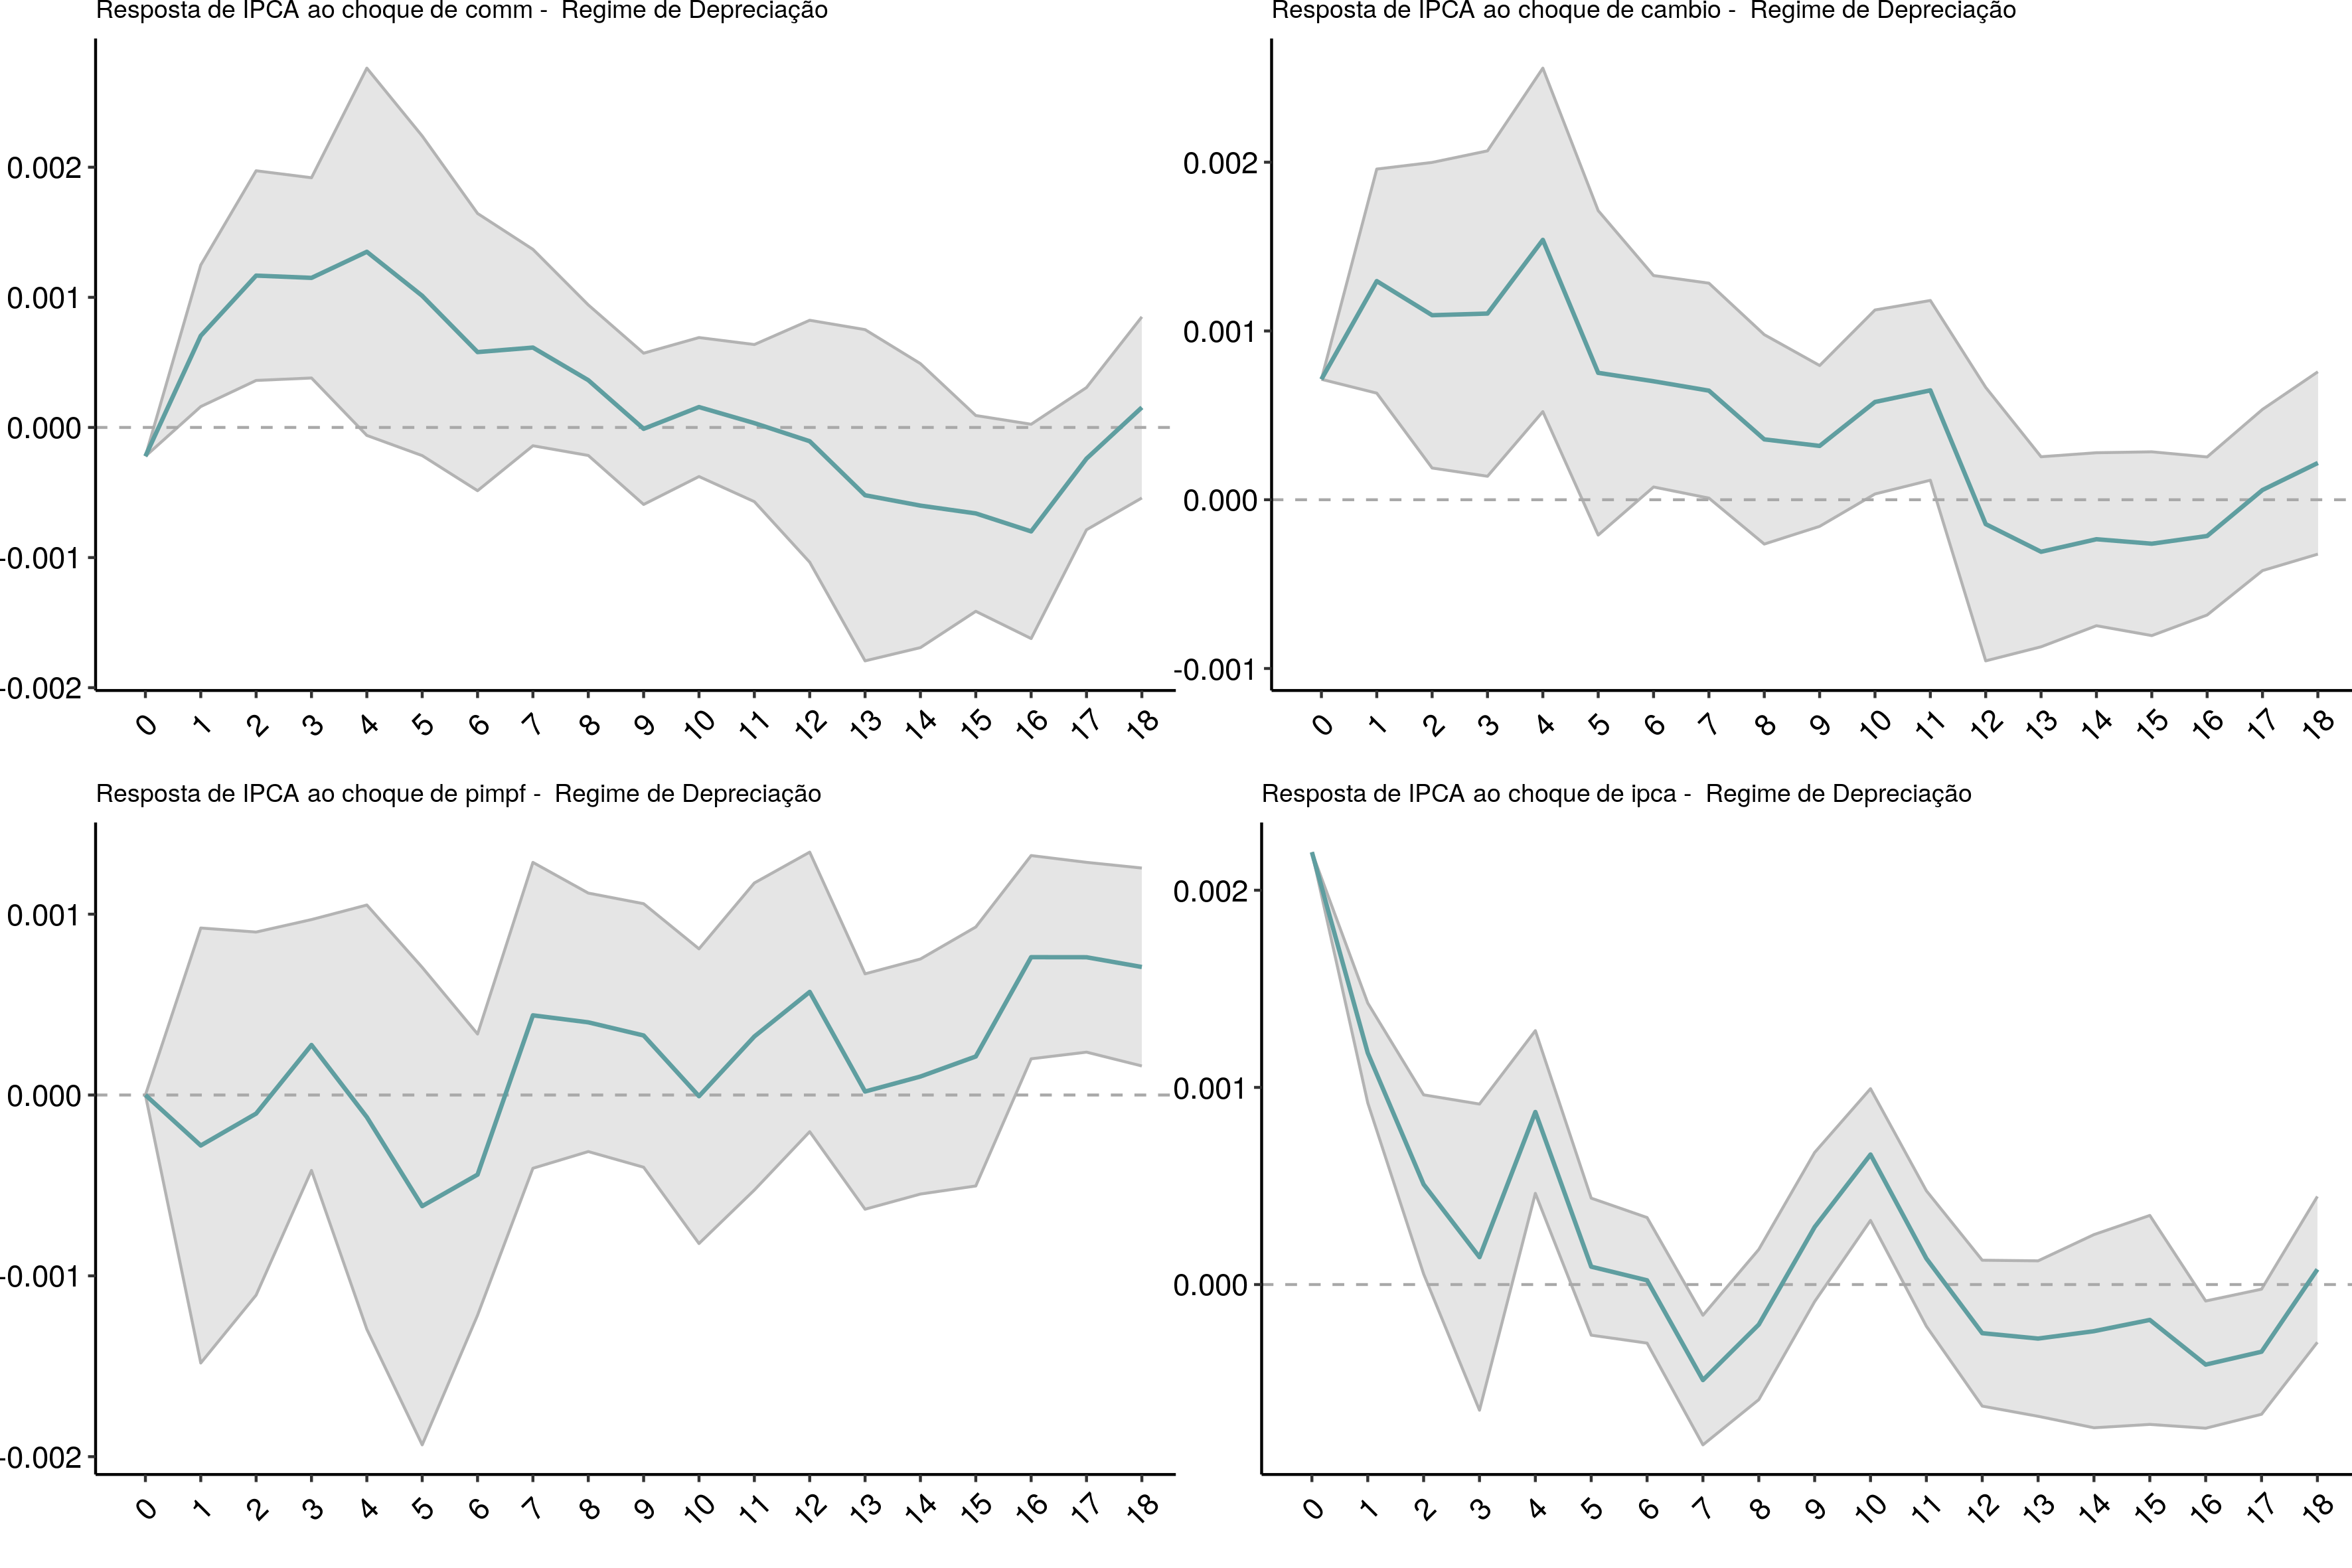 Resposta de IPCA ao choque de comm -  Regime de Depreciação
0.002
0.001
0.000
-0.001
-0.002
0 1 2 3 4 5 6 7 8 9 10 11 12 13 14 15 16 17 18
Resposta de IPCA ao choque de cambio -  Regime de Depreciação
0.002
0.001
0.000
-0.001
0 1 2 3 4 5 6 7 8 9 10 11 12 13 14 15 16 17 18
Resposta de IPCA ao choque de pimpf -  Regime de Depreciação
0.001
0.000
-0.001
-0.002
0 1 2 3 4 5 6 7 8 9 10 11 12 13 14 15 16 17 18
Resposta de IPCA ao choque de ipca -  Regime de Depreciação
0.002
0.001
0.000
0 1 2 3 4 5 6 7 8 9 10 11 12 13 14 15 16 17 18